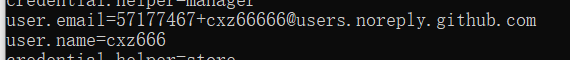 credential.helper=manager
user.email=57177467+cxz66666@users.noreply.github.com
user.name=cxz666
credential.helper=store